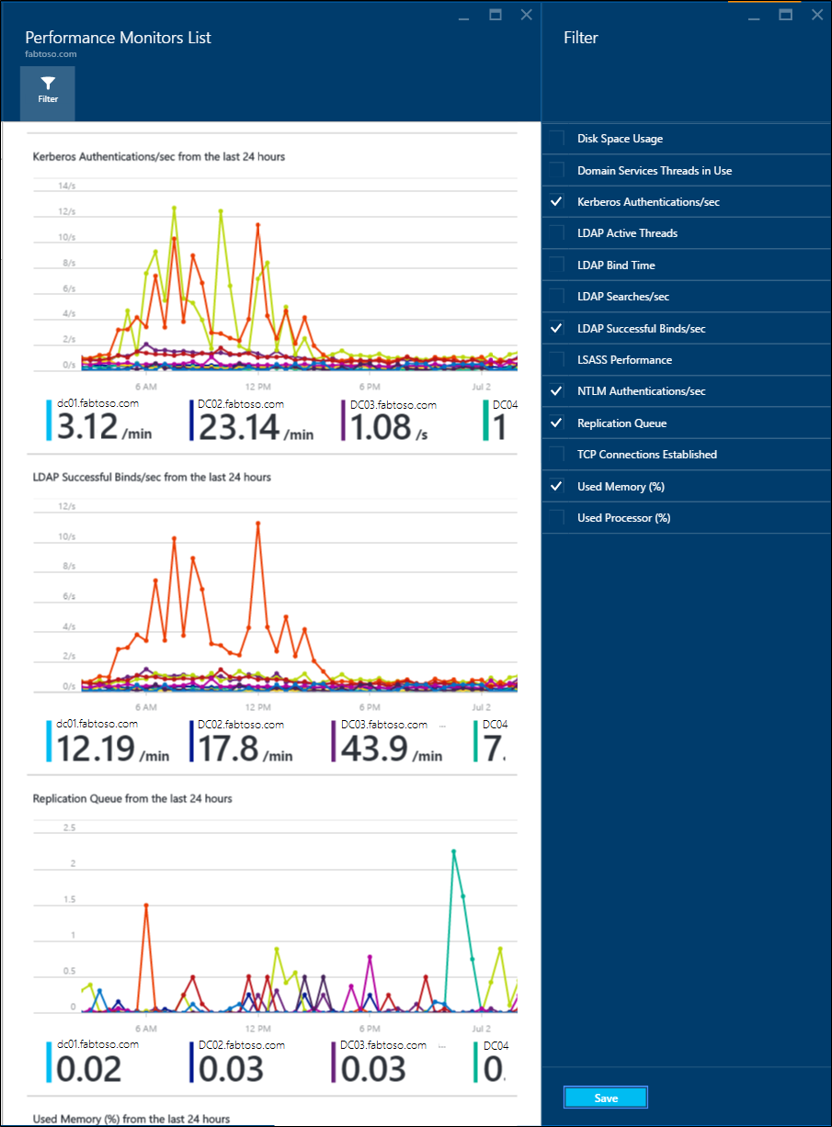 Performance Monitors List
fabtoso.com
Filter
Kerberos Authentications/sec from the last 24 hours
14/s
12/s
10/s
8/s
6/s
4/s
2/s
0/s
6 AM 12 PM 6 PM Jul 2
dc01.fabtoso.com DC02.fabtoso.com DC03.fabtoso.com DC04
3.12 /min 23.14 /min 1.08 /s 1
LDAP Successful Binds/sec from the last 24 hours
12/s
10/s
8/s
6/s
4/s
2/s
0/s
6 AM 12 PM 6 PM Jul 2
dc01.fabtoso.com DC02.fabtoso.com DC03.fabtoso.com ... DC04
12.19 /min 17.8 /min 43.9 /min 7.
Replication Queue from the last 24 hours
2.5
2
1.5
1
0.5
0
6 AM 12 PM 6 PM Jul 2
dc01.fabtoso.com DC02.fabtoso.com DC03.fabtoso.com ... DC04
0.02 0.03 0.03 0.
Used Memory (%) from the last 24 hours
Filter
Disk Space Usage
Domain Services Threads in Use
Kerberos Authentications/sec
LDAP Active Threads
LDAP Bind Time
LDAP Searches/sec
LDAP Successful Binds/sec
LSASS Performance
NTLM Authentications/sec
Replication Queue
TCP Connections Established
Used Memory (%)
Used Processor (%)
Save